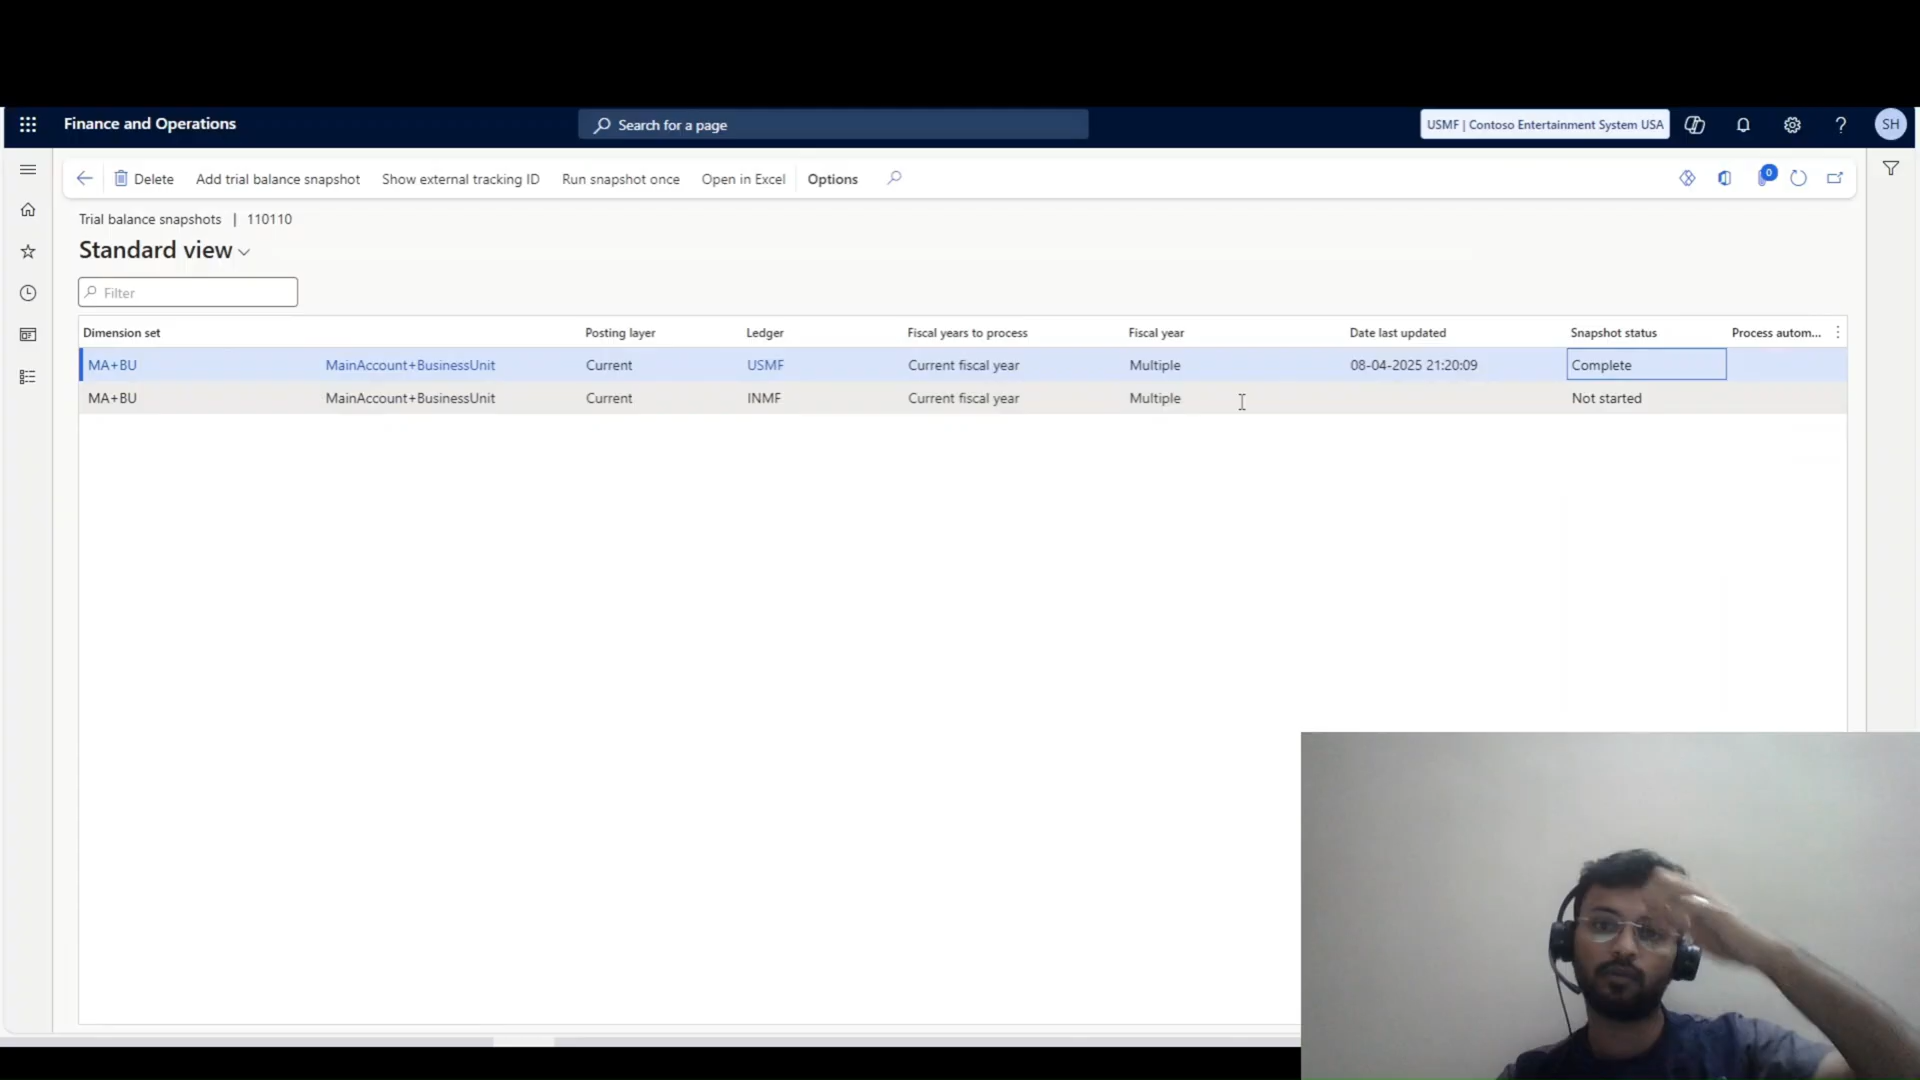 Finance and Operations
Search for a page
USMF | Contoso Entertainment System USA
SH
Delete
Add trial balance snapshot
Show external tracking ID
Run snapshot once
Open in Excel
Options
0
Trial balance snapshots | 110110
Standard view
Filter
Dimension set Posting layer Ledger Fiscal years to process Fiscal year Date last updated Snapshot status Process autom...
MA+BU MainAccount+BusinessUnit Current USMF Current fiscal year Multiple 08-04-2025 21:20:09 Complete
MA+BU MainAccount+BusinessUnit Current INMF Current fiscal year Multiple Not started